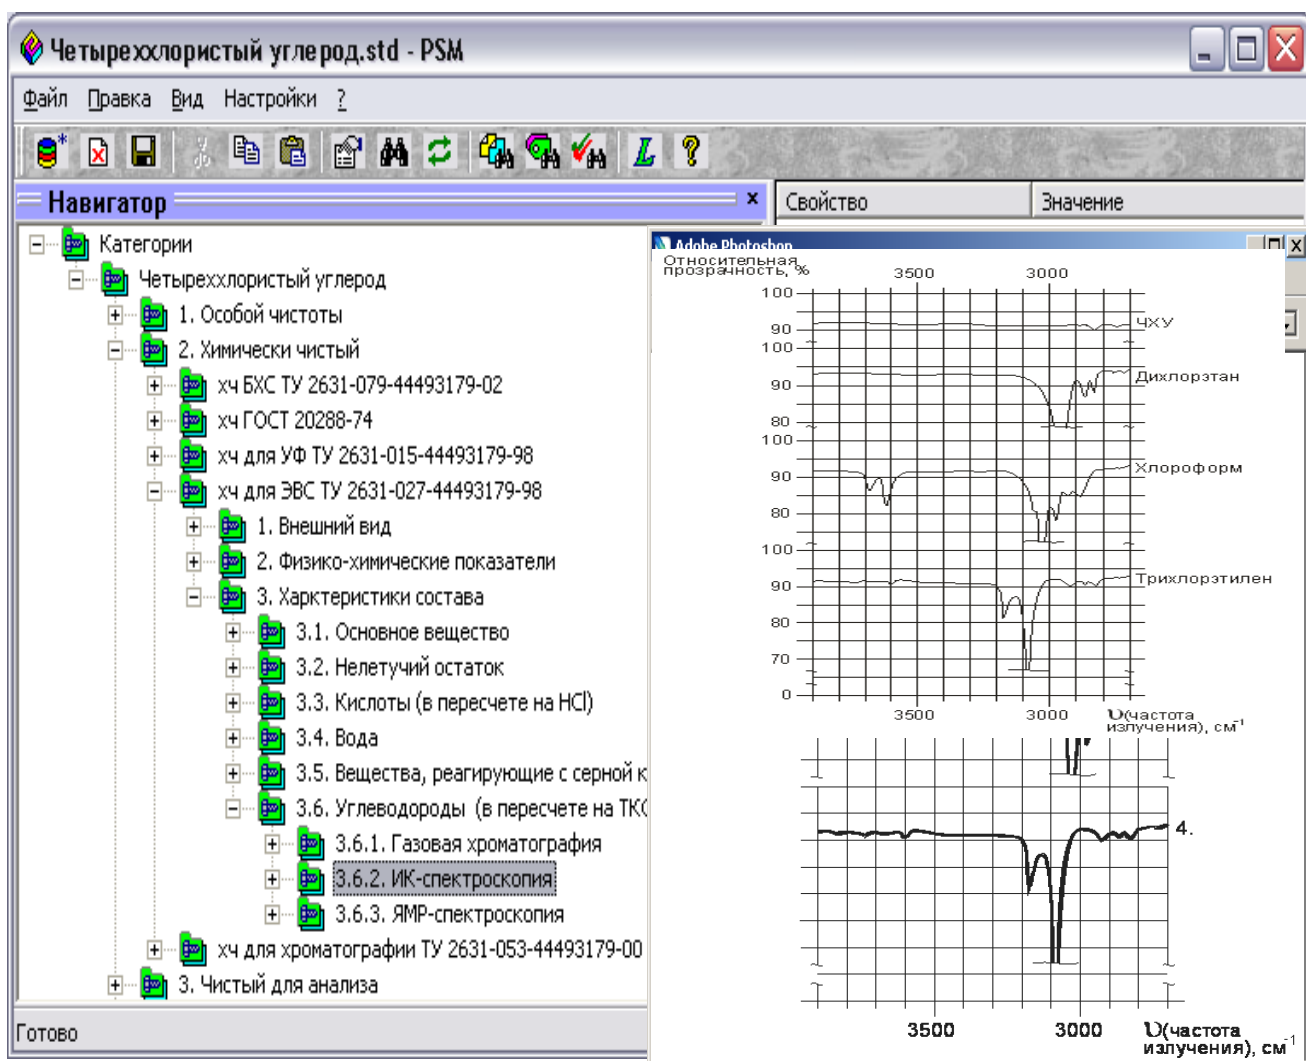 Четыреххлористый углерод.std - PSM
Файл Правка Вид Настройки ?
L ?
Навигатор
Свойство Значение
Категории
Четыреххлористый углерод
1. Особой чистоты
2. Химически чистый
хч БХС ТУ 2631-079-44493179-02
хч ГОСТ 20288-74
хч для УФ ТУ 2631-015-44493179-98
хч для ЭВС ТУ 2631-027-44493179-98
1. Внешний вид
2. Физико-химические показатели
3. Харктеристики состава
3.1. Основное вещество
3.2. Нелетучий остаток
3.3. Кислоты (в пересчете на HCl)
3.4. Вода
3.5. Вещества, реагирующие с серной к
3.6. Углеводороды (в пересчете на ТКС
3.6.1. Газовая хроматография
3.6.2. ИК-спектроскопия
3.6.3. ЯМР-спектроскопия
хч для хроматографии ТУ 2631-053-44493179-00
3. Чистый для анализа
Готово
Adobe Photoshop
Относительная
прозрачность, %
3500 3000
100
90
ЧХУ
100
90
Дихлорэтан
80
100
90
Хлороформ
80
100
90
Трихлорэтилен
80
70
0
3500 3000 υ(частота
излучения), см-1
4.
3500 3000 υ(частота
излучения), см-1